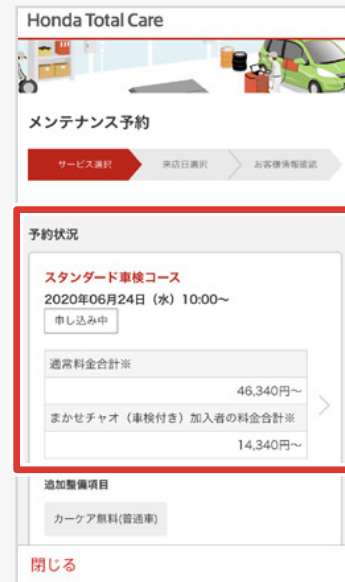 Honda Total Care
メンテナンス予約
サービス選択
来店日選択
お客様情報確認
予約状況
スタンダード車検コース
2020年06月24日（水）10:00〜
申し込み中
通常料金合計※
46,340円〜
まかせチャオ（車検付き）加入者の料金合計※
14,340円〜
追加整備項目
カーケア無料(普通車)
閉じる